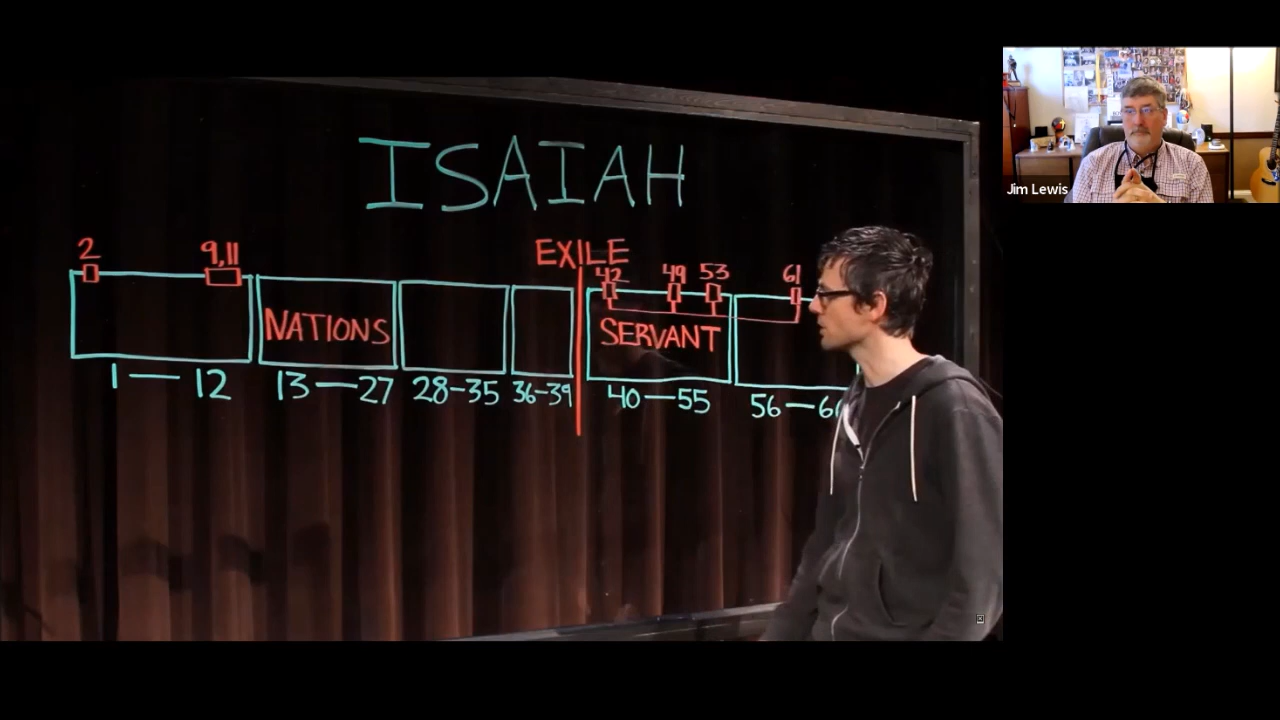 ISAIAH
2
9,11
EXILE
42
49
53
61
NATIONS
SERVANT
1 — 12
13 — 27
28-35
36-39
40 — 55
56 —
Jim Lewis